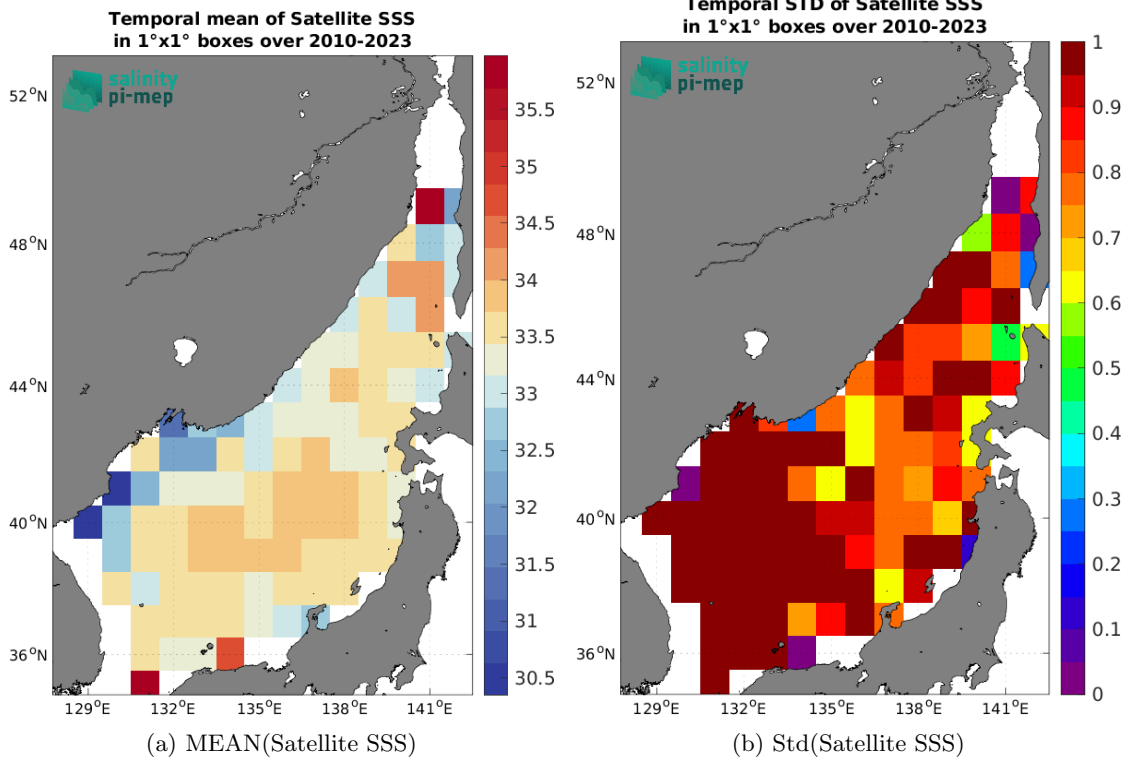 Temporal mean of Satellite SSS
in 1°x1° boxes over 2010-2023
salinity
pi-mep
52°N
48°N
44°N
40°N
36°N
129°E
132°E
135°E
138°E
141°E
35.5
35
34.5
34
33.5
33
32.5
32
31.5
31
30.5
(a) MEAN(Satellite SSS)
Temporal STD of Satellite SSS
in 1°x1° boxes over 2010-2023
salinity
pi-mep
52°N
48°N
44°N
40°N
36°N
129°E
132°E
135°E
138°E
141°E
1
0.9
0.8
0.7
0.6
0.5
0.4
0.3
0.2
0.1
0
(b) Std(Satellite SSS)